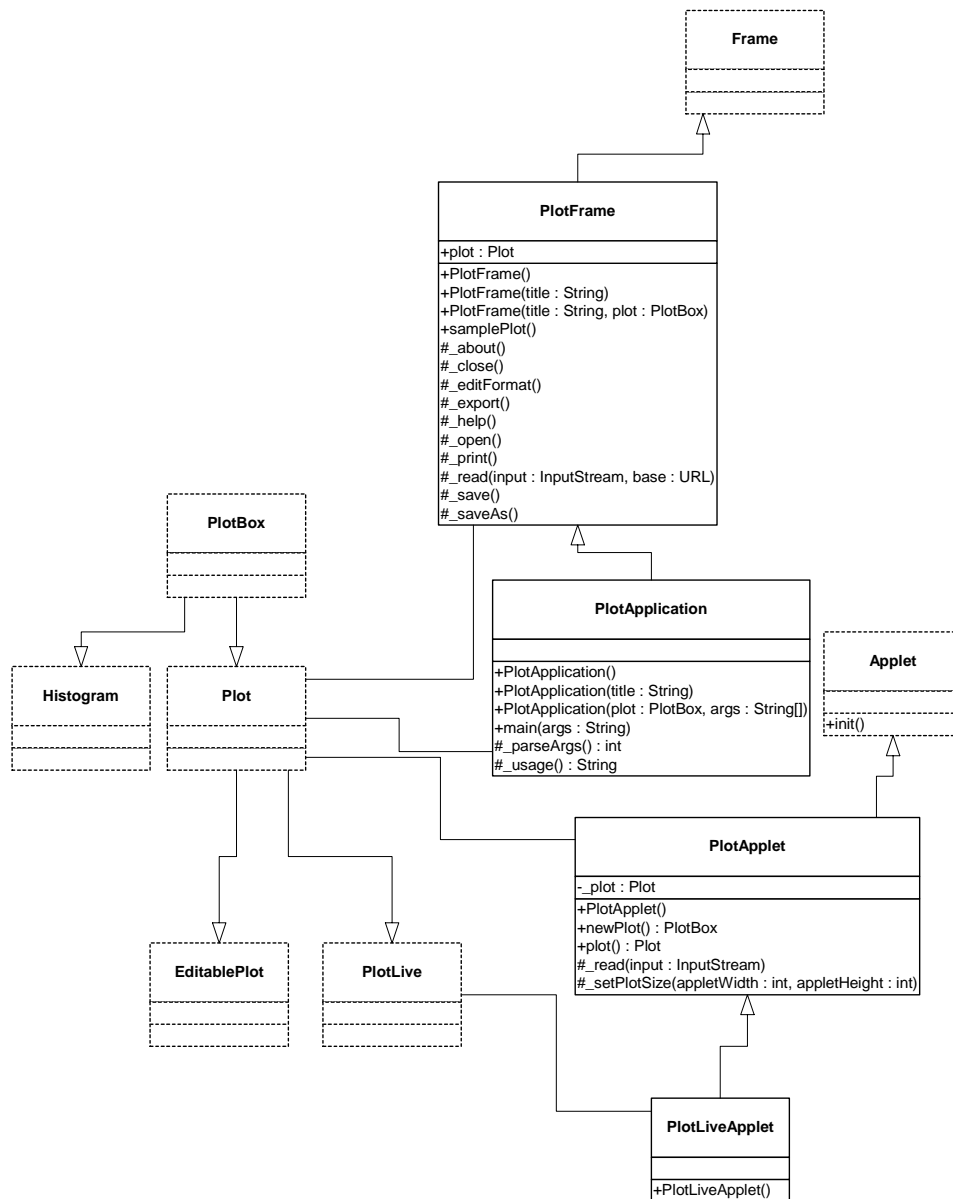 Frame
PlotFrame
+plot : Plot
+PlotFrame()
+PlotFrame(title : String)
+PlotFrame(title : String, plot : PlotBox)
+samplePlot()
#_about()
#_close()
#_editFormat()
#_export()
#_help()
#_open()
#_print()
#_read(input : InputStream, base : URL)
#_save()
#_saveAs()
PlotBox
PlotApplication
+PlotApplication()
+PlotApplication(title : String)
+PlotApplication(plot : PlotBox, args : String[])
+main(args : String)
#_parseArgs() : int
#_usage() : String
Applet
+init()
Histogram
Plot
PlotApplet
-_plot : Plot
+PlotApplet()
+newPlot() : PlotBox
+plot() : Plot
#_read(input : InputStream)
#_setPlotSize(appletWidth : int, appletHeight : int)
EditablePlot
PlotLive
PlotLiveApplet
+PlotLiveApplet()